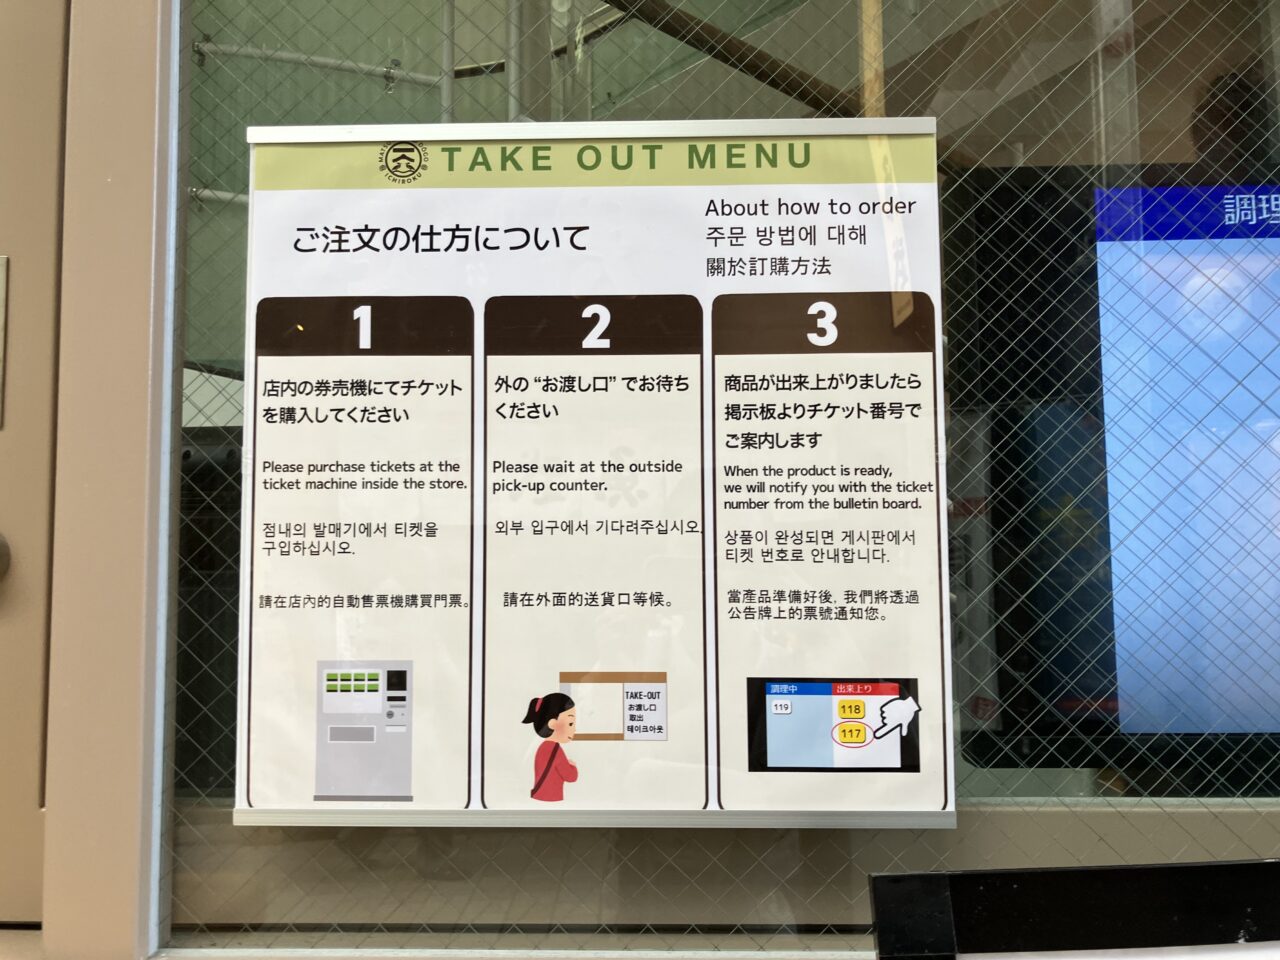 TAKE OUT MENU
ICHIROKU
ご注文の仕方について
About how to order
주문 방법에 대해
關於訂購方法
1
店内の券売機にてチケット
を購入してください
Please purchase tickets at the
ticket machine inside the store.
점내의 발매기에서 티켓을
구입하십시오.
請在店內的自動售票機購買門票。
2
外の“お渡し口”でお待ち
ください
Please wait at the outside
pick-up counter.
외부 입구에서 기다려주십시오.
請在外面的送貨口等候。
TAKE-OUT
お渡し口
取出
테이크아웃
3
商品が出来上がりましたら
掲示板よりチケット番号で
ご案内します
When the product is ready,
we will notify you with the ticket
number from the bulletin board.
상품이 완성되면 게시판에서
티켓 번호로 안내합니다.
當產品準備好後, 我們將透過
公告牌上的票號通知您。
調理中
出来上り
119
118
117
調理